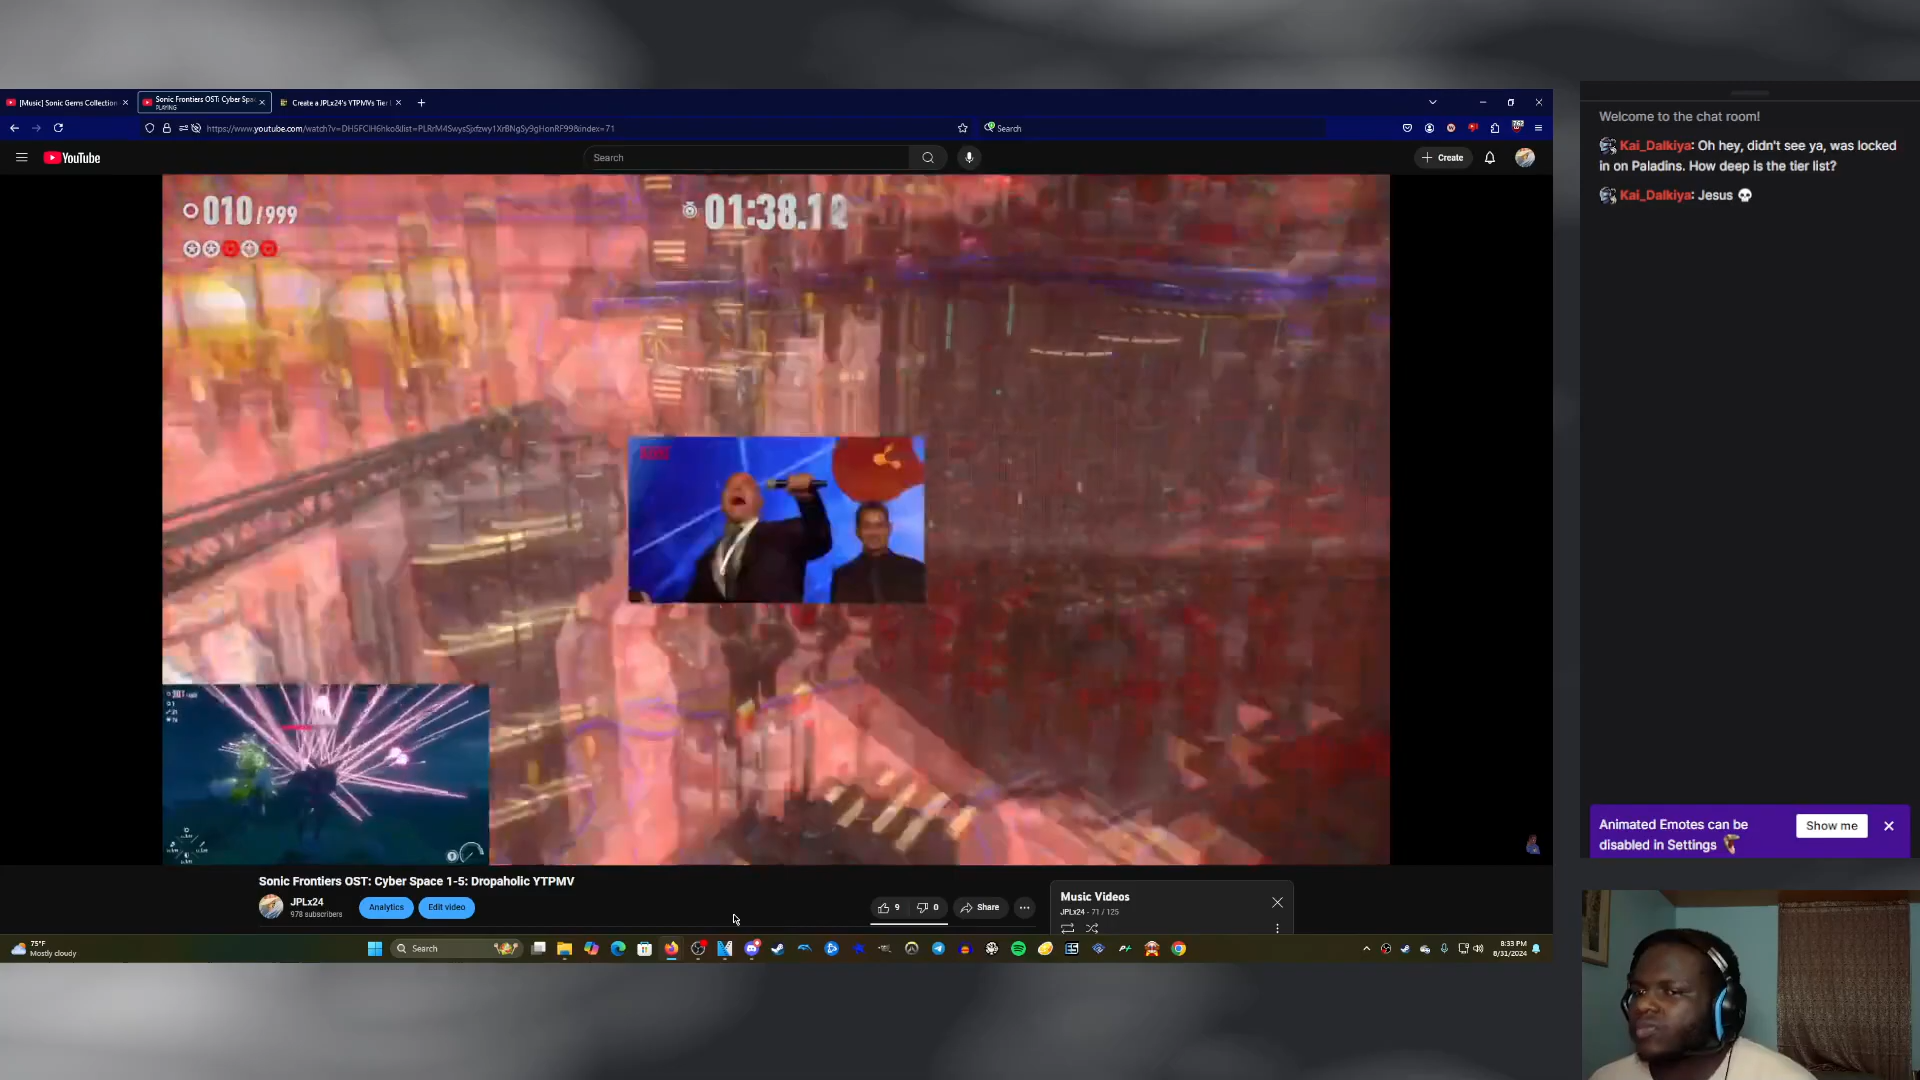 [Music] Sonic Gems Collection
Sonic Frontiers OST: Cyber Spac
PLAYING
Create a JPLx24's YTPMVs Tier
Search
YouTube
Search
Create
010/999
01:38.1
Sonic Frontiers OST: Cyber Space 1-5: Dropaholic YTPMV
JPLx24
978 subscribers
Analytics
Edit video
9
0
Share
Music Videos
JPLx24 - 71 / 125
75°F
Mostly cloudy
Search
8:33 PM
8/31/2024
Welcome to the chat room!
Kai_Dalkiya: Oh hey, didn't see ya, was locked
in on Paladins. How deep is the tier list?
Kai_Dalkiya: Jesus 💀
Animated Emotes can be
disabled in Settings
Show me